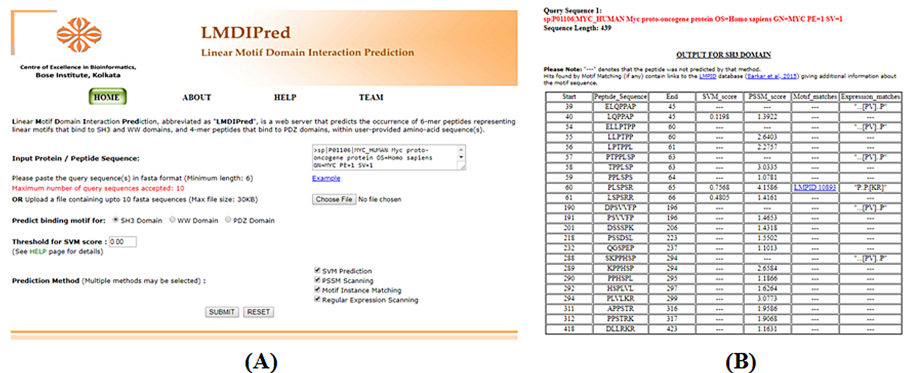 LMDIPred
Linear Motif Domain Interaction Prediction
Centre of Excellence in Bioinformatics,
Bose Institute, Kolkata
HOME ABOUT HELP TEAM
Linear Motif Domain Interaction Prediction, abbreviated as "LMDIPred", is a web server that predicts the occurrence of 6-mer peptides representing
linear motifs that bind to SH3 and WW domains, and 4-mer peptides that bind to PDZ domains, within user-provided amino-acid sequence(s).
Input Protein / Peptide Sequence:
>sp|P01106|MYC_HUMAN Myc proto-
oncogene protein OS=Homo sapiens
GN=MYC PE=1 SV=1
Please paste the query sequence(s) in fasta format (Minimum length: 6)
Example
Maximum number of query sequences accepted: 10
OR Upload a file containing upto 10 fasta sequences (Max file size: 30KB)
Choose File No file chosen
Predict binding motif for: SH3 Domain WW Domain PDZ Domain
Threshold for SVM score : 0.00
(See HELP page for details)
Prediction Method (Multiple methods may be selected) :
SVM Prediction
PSSM Scanning
Motif Instance Matching
Regular Expression Scanning
SUBMIT RESET
(A)
Query Sequence 1:
sp|P01106|MYC_HUMAN Myc proto-oncogene protein OS=Homo sapiens GN=MYC PE=1 SV=1
Sequence Length: 439
OUTPUT FOR SH3 DOMAIN
Please Note: "---" denotes that the peptide was not predicted by that method.
Hits found by Motif Matching (if any) contain links to the LMPID database (Sarkar et al, 2015) giving additional information about
the motif sequence.
Start Peptide_Sequence End SVM_score PSSM_score Motif_matches Expression_matches
39 ELQPPAP 45 --- --- --- "...[PV]..P"
40 LQPPAP 45 0.1198 1.3922 --- ---
54 ELLPTPP 60 --- --- --- "...[PV]..P"
55 LLPTPP 60 --- 2.6403 --- ---
56 LPTPPL 61 --- 2.2757 --- ---
57 PTPPLSP 63 --- --- --- "...[PV]..P"
58 TPPLSP 63 --- 3.0335 --- ---
59 PPLSPS 64 --- 1.0781 --- ---
60 PLSPSR 65 0.7568 4.1586 LMPID 10893 "P..P.[KR]"
61 LSPSRR 66 0.4805 4.1161 --- ---
190 DPSVVFP 196 --- --- --- "...[PV]..P"
191 PSVVFP 196 --- 1.4653 --- ---
201 DSSSPK 206 --- 1.4318 --- ---
218 PSSDSL 223 --- 1.5502 --- ---
232 QGSPEP 237 --- 1.1013 --- ---
288 SKPPHSP 294 --- --- --- "...[PV]..P"
289 KPPHSP 294 --- 2.6584 --- ---
290 PPHSPL 295 --- 1.1866 --- ---
292 HSPLVL 297 --- 1.6264 --- ---
294 PLVLKR 299 --- 3.0773 --- ---
311 APPSTR 316 --- 1.9586 --- ---
312 PPSTRK 317 --- 1.9068 --- ---
418 DLLRKR 423 --- 1.1631 --- ---
(B)